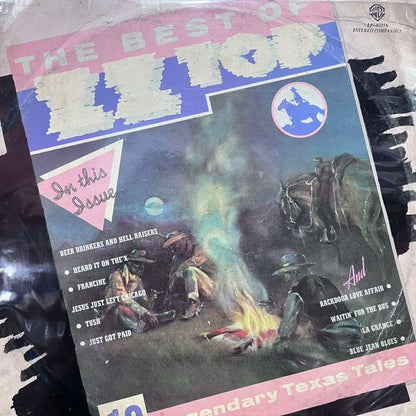 THE BEST OF
ZZ TOP
ESTEREO COMPATIBLE
In this
Issue...
BEER DRINKERS AND HELL RAISERS
• HEARD IT ON THE X
• FRANCINE
JESUS JUST LEFT CHICAGO
• TUSH
• JUST GOT PAID
And
BACKDOOR LOVE AFFAIR •
WAITIN' FOR THE BUS •
LA GRANGE •
BLUE JEAN BLUES •
10 Legendary Texas Tales